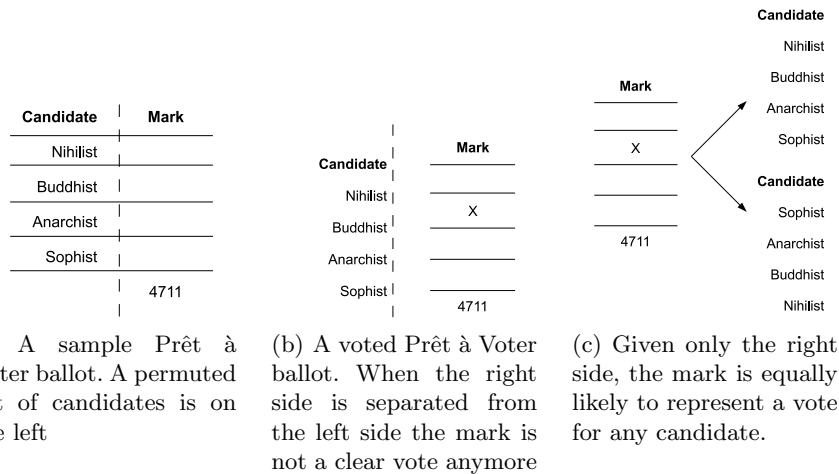 Candidate Mark
Nihilist
Buddhist
Anarchist
Sophist
4711
A sample Prêt à
ballot. A permuted
of candidates is on
left
Candidate
Nihilist
Buddhist
Anarchist
Sophist
Mark
X
4711
(b) A voted Prêt à Voter
ballot. When the right
side is separated from
the left side the mark is
not a clear vote anymore
Mark
X
4711
Candidate
Nihilist
Buddhist
Anarchist
Sophist
Candidate
Sophist
Anarchist
Buddhist
Nihilist
(c) Given only the right
side, the mark is equally
likely to represent a vote
for any candidate.